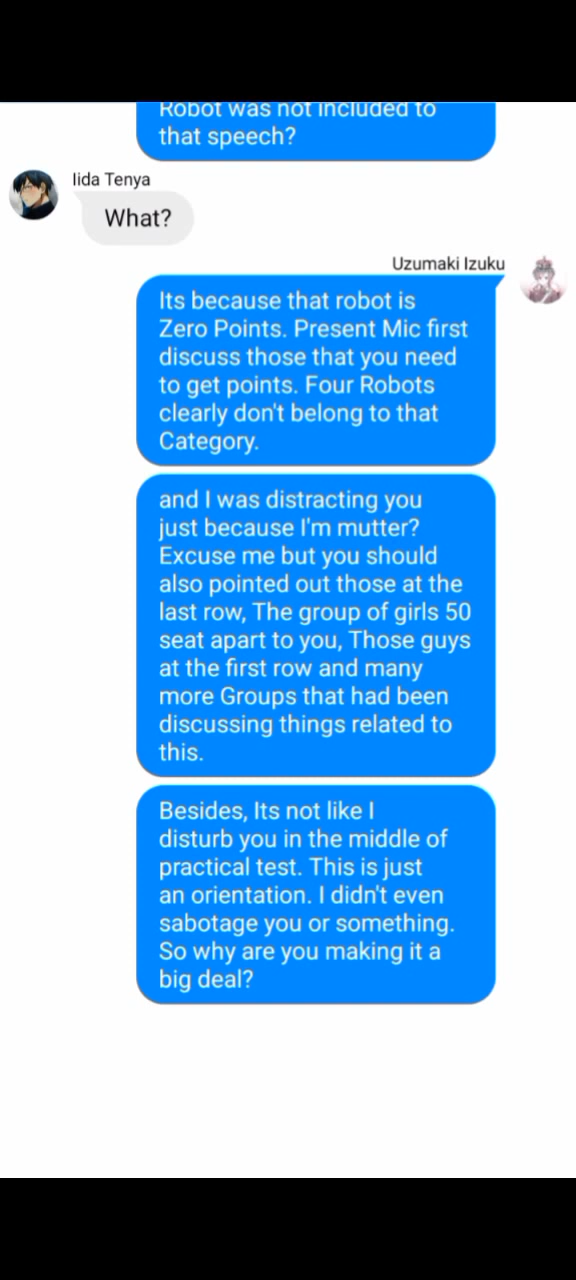 Robot was not included to
that speech?
Iida Tenya
What?
Uzumaki Izuku
Its because that robot is
Zero Points. Present Mic first
discuss those that you need
to get points. Four Robots
clearly don't belong to that
Category.
and I was distracting you
just because I'm mutter?
Excuse me but you should
also pointed out those at the
last row, The group of girls 50
seat apart to you, Those guys
at the first row and many
more Groups that had been
discussing things related to
this.
Besides, Its not like I
disturb you in the middle of
practical test. This is just
an orientation. I didn't even
sabotage you or something.
So why are you making it a
big deal?